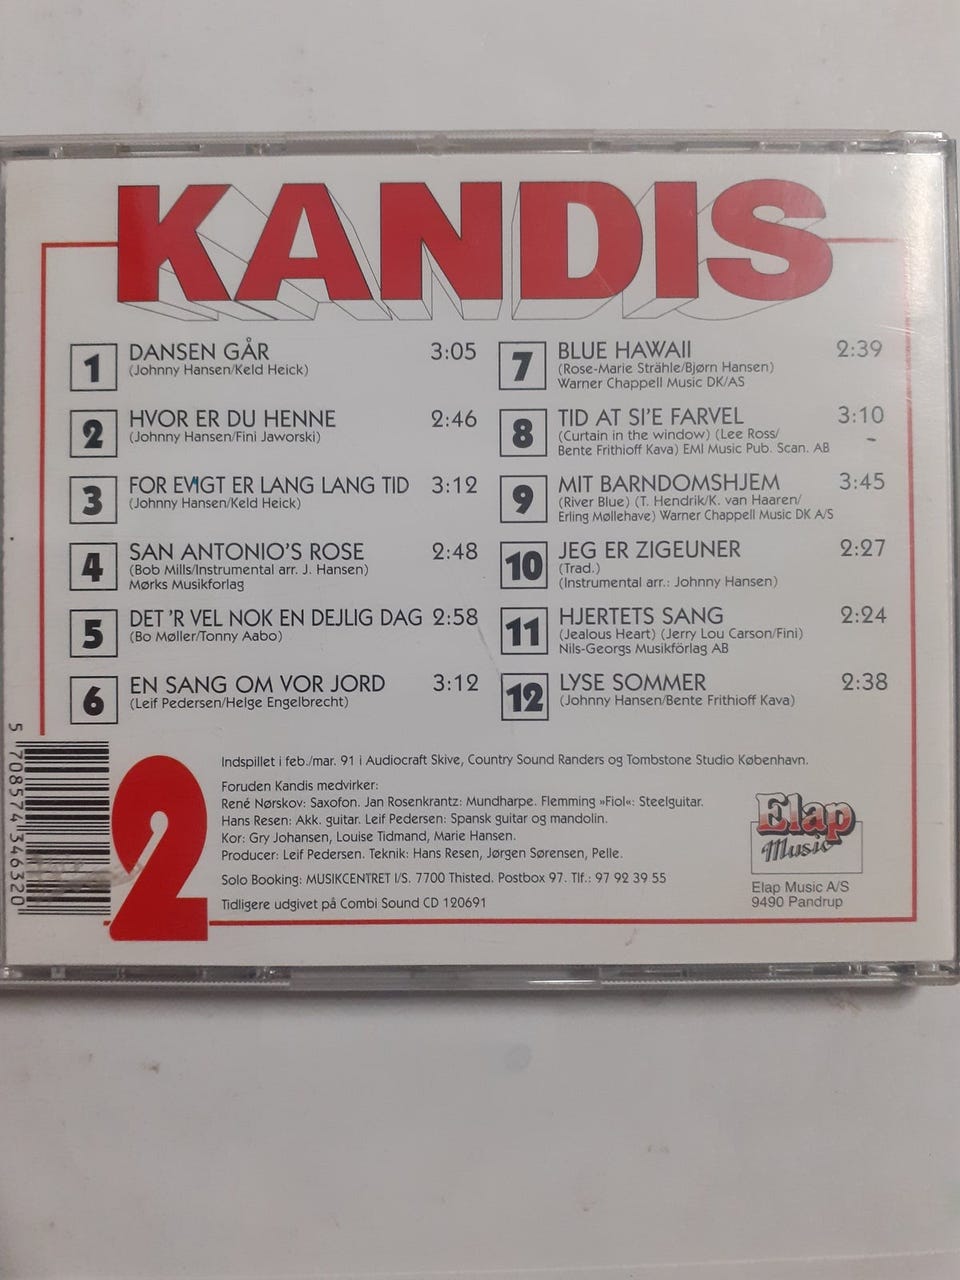 KANDIS
1 DANSEN GÅR 3:05
(Johnny Hansen/Keld Heick)
2 HVOR ER DU HENNE 2:46
(Johnny Hansen/Fini Jaworski)
3 FOR EVIGT ER LANG LANG TID 3:12
(Johnny Hansen/Keld Heick)
4 SAN ANTONIO'S ROSE 2:48
(Bob Mills/Instrumental arr. J. Hansen)
Mørks Musikforlag
5 DET 'R VEL NOK EN DEJLIG DAG 2:58
(Bo Møller/Tonny Aabo)
6 EN SANG OM VOR JORD 3:12
(Leif Pedersen/Helge Engelbrecht)
7 BLUE HAWAII 2:39
(Rose-Marie Strähle/Bjørn Hansen)
Warner Chappell Music DK/AS
8 TID AT SI'E FARVEL 3:10
(Curtain in the window) (Lee Ross/
Bente Frithioff Kava) EMI Music Pub. Scan. AB
9 MIT BARNDOMSHJEM 3:45
(River Blue) (T. Hendrik/K. van Haaren/
Erling Møllehave) Warner Chappell Music DK A/S
10 JEG ER ZIGEUNER 2:27
(Trad.)
(Instrumental arr.: Johnny Hansen)
11 HJERTETS SANG 2:24
(Jealous Heart) (Jerry Lou Carson/Fini)
Nils-Georgs Musikförlag AB
12 LYSE SOMMER 2:38
(Johnny Hansen/Bente Frithioff Kava)
5 708574 346320
2
Indspillet i feb./mar. 91 i Audiocraft Skive, Country Sound Randers og Tombstone Studio København.
Foruden Kandis medvirker:
René Nørskov: Saxofon. Jan Rosenkrantz: Mundharpe. Flemming »Fiol«: Steelguitar.
Hans Resen: Akk. guitar. Leif Pedersen: Spansk guitar og mandolin.
Kor: Gry Johansen, Louise Tidmand, Marie Hansen.
Producer: Leif Pedersen. Teknik: Hans Resen, Jørgen Sørensen, Pelle.
Solo Booking: MUSIKCENTRET I/S. 7700 Thisted. Postbox 97. Tlf.: 97 92 39 55
Tidligere udgivet på Combi Sound CD 120691
Elap
Music
Elap Music A/S
9490 Pandrup